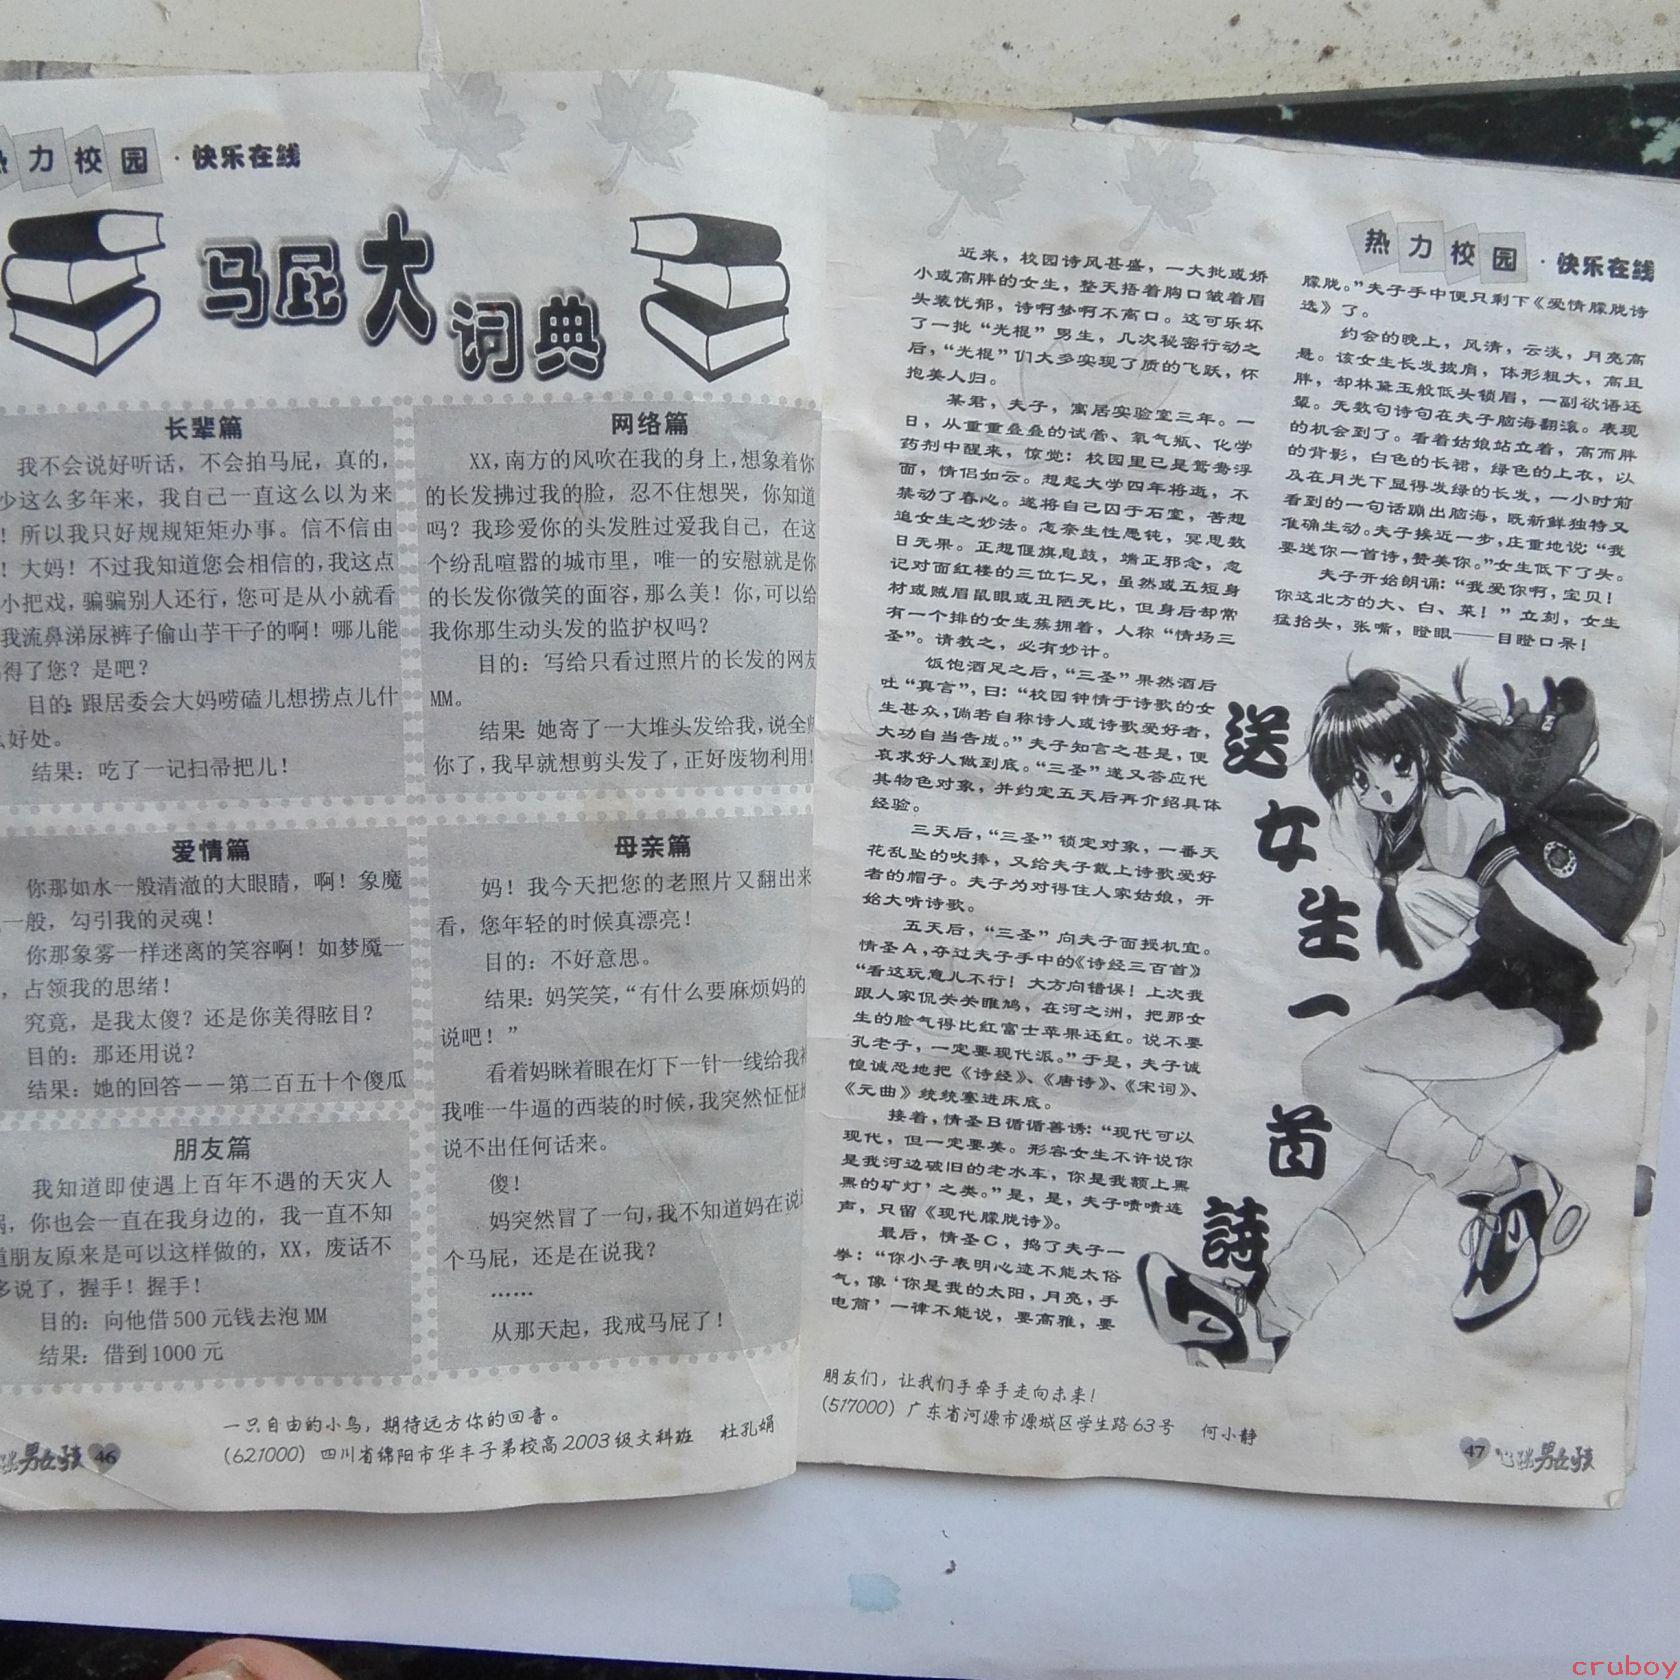 力校园·快乐在线
马屁大词典
长辈篇
我不会说好听话，不会拍马屁，真的，
少这么多年来，我自己一直这么以为来
！所以我只好规规矩矩办事。信不信由
！大妈！不过我知道您会相信的，我这点
小把戏，骗骗别人还行，您可是从小就看
我流鼻涕尿裤子偷山芋干子的啊！哪儿能
得了您？是吧？
目的：跟居委会大妈唠磕儿想捞点儿什
好处。
结果：吃了一记扫帚把儿！
网络篇
XX，南方的风吹在我的身上，想象着你
的长发拂过我的脸，忍不住想哭，你知道
吗？我珍爱你的头发胜过爱我自己，在这
个纷乱喧嚣的城市里，唯一的安慰就是你
的长发你微笑的面容，那么美！你，可以给
我你那生动头发的监护权吗？
目的：写给只看过照片的长发的网友
MM。
结果：她寄了一大堆头发给我，说全
你了，我早就想剪头发了，正好废物利用！
爱情篇
你那如水一般清澈的大眼睛，啊！象魔
一般，勾引我的灵魂！
你那象雾一样迷离的笑容啊！如梦魇一
，占领我的思绪！
究竟，是我太傻？还是你美得眩目？
目的：那还用说？
结果：她的回答——第二百五十个傻瓜
母亲篇
妈！我今天把您的老照片又翻出来
看，您年轻的时候真漂亮！
目的：不好意思。
结果：妈笑笑，“有什么要麻烦妈的
说吧！”
看着妈眯着眼在灯下一针一线给我
我唯一牛逼的西装的时候，我突然怔怔
说不出任何话来。
傻！
妈突然冒了一句，我不知道妈在说
个马屁，还是在说我？
……
从那天起，我戒马屁了！
朋友篇
我知道即使遇上百年不遇的天灾人
祸，你也会一直在我身边的，我一直不知
道朋友原来是可以这样做的，XX，废话不
多说了，握手！握手！
目的：向他借500元钱去泡MM
结果：借到1000元
一只自由的小鸟，期待远方你的回音。
(621000) 四川省绵阳市华丰子弟校高2003级文科班 杜孔娟
男女孩 46
热力校园·快乐在线
近来，校园诗风甚盛，一大批或娇
小或高胖的女生，整天捂着胸口皱着眉
头装忧郁，诗啊梦啊不离口。这可乐坏
了一批“光棍”男生，几次秘密行动之
后，“光棍”们大多实现了质的飞跃，怀
抱美人归。
某君，夫子，寓居实验室三年。一
日，从重重叠叠的试管、氧气瓶、化学
药剂中醒来，惊觉：校园里已是鸳鸯浮
面，情侣如云。想起大学四年将逝，不
禁动了春心。遂将自己囚于石室，苦想
追女生之妙法。怎奈生性愚钝，冥思数
日无果。正想偃旗息鼓，端正邪念，忽
记对面红楼的三位仁兄，虽然或五短身
材或贼眉鼠眼或丑陋无比，但身后却常
有一个排的女生簇拥着，人称“情场三
圣”。请教之，必有妙计。
饭饱酒足之后，“三圣”果然酒后
吐“真言”，曰：“校园钟情于诗歌的女
生甚众，倘若自称诗人或诗歌爱好者，
大功自当告成。”夫子知言之甚是，便
哀求好人做到底。“三圣”遂又答应代
其物色对象，并约定五天后再介绍具体
经验。
三天后，“三圣”锁定对象，一番天
花乱坠的吹捧，又给夫子戴上诗歌爱好
者的帽子。夫子为对得住人家姑娘，开
始大啃诗歌。
五天后，“三圣”向夫子面授机宜。
情圣A，夺过夫子手中的《诗经三百首》
“看这玩意儿不行！大方向错误！上次我
跟人家侃关关雎鸠，在河之洲，把那女
生的脸气得比红富士苹果还红。说不要
孔老子，一定要现代派。”于是，夫子诚
惶诚恐地把《诗经》、《唐诗》、《宋词》、
《元曲》统统塞进床底。
接着，情圣B循循善诱：“现代可以
现代，但一定要美。形容女生不许说你
是我河边破旧的老水车，你是我额上黑
黑的矿灯’之类。”是，是，夫子啧啧连
声，只留《现代朦胧诗》。
最后，情圣C，捣了夫子一
拳：“你小子表明心迹不能太俗
气，像‘你是我的太阳，月亮，手
电筒’一律不能说，要高雅，要
朦胧。”夫子手中便只剩下《爱情朦胧诗
选》了。
约会的晚上，风清，云淡，月亮高
悬。该女生长发披肩，体形粗大，高且
胖，却林黛玉般低头锁眉，一副欲语还
颦。无数句诗句在夫子脑海翻滚。表现
的机会到了。看着姑娘站立着，高而胖
的背影，白色的长裙，绿色的上衣，以
及在月光下显得发绿的长发，一小时前
看到的一句话蹦出脑海，既新鲜独特又
准确生动。夫子挨近一步，庄重地说：“我
要送你一首诗，赞美你。”女生低下了头。
夫子开始朗诵：“我爱你啊，宝贝！
你这北方的大、白、菜！”立刻，女生
猛抬头，张嘴，瞪眼——目瞪口呆！
送女生一首诗
朋友们，让我们手牵手走向未来！
(517000) 广东省河源市源城区学生路63号 何小静
47 男女孩
cruboy